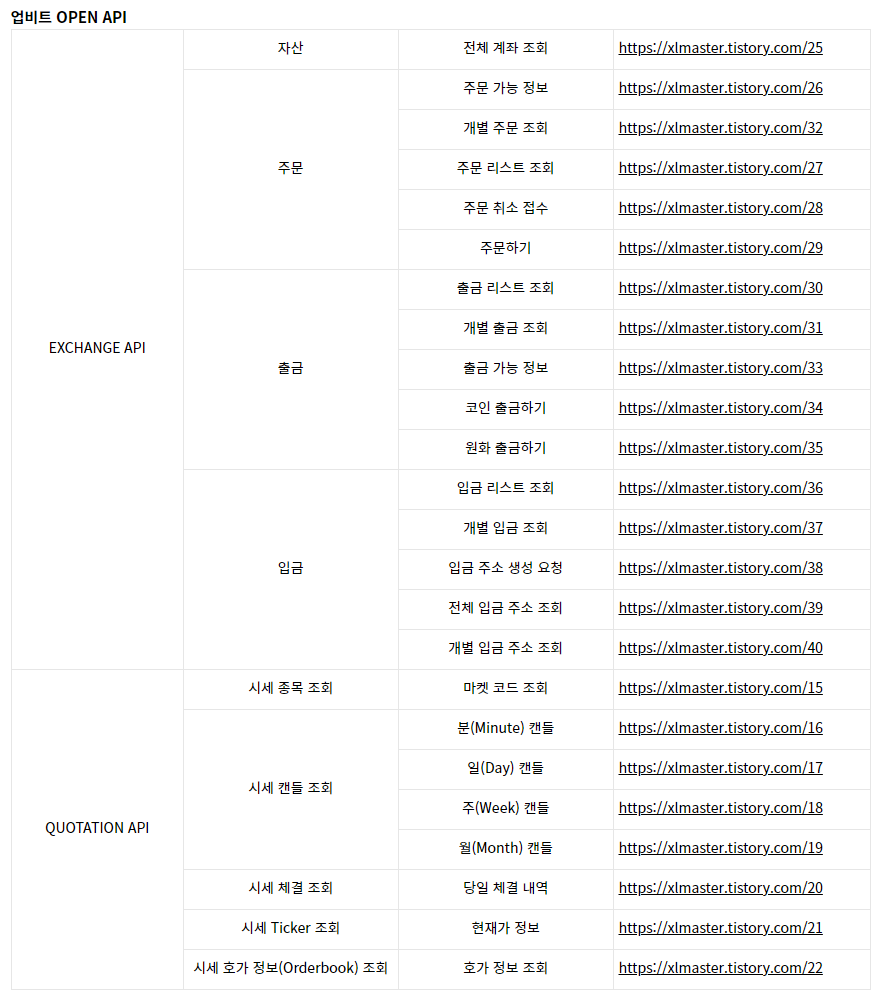 업비트 OPEN API
자산 전체 계좌 조회 https://xlmaster.tistory.com/25
주문 가능 정보 https://xlmaster.tistory.com/26
개별 주문 조회 https://xlmaster.tistory.com/32
주문 주문 리스트 조회 https://xlmaster.tistory.com/27
주문 취소 접수 https://xlmaster.tistory.com/28
주문하기 https://xlmaster.tistory.com/29
출금 리스트 조회 https://xlmaster.tistory.com/30
개별 출금 조회 https://xlmaster.tistory.com/31
EXCHANGE API
출금 출금 가능 정보 https://xlmaster.tistory.com/33
코인 출금하기 https://xlmaster.tistory.com/34
원화 출금하기 https://xlmaster.tistory.com/35
입금 리스트 조회 https://xlmaster.tistory.com/36
개별 입금 조회 https://xlmaster.tistory.com/37
입금 입금 주소 생성 요청 https://xlmaster.tistory.com/38
전체 입금 주소 조회 https://xlmaster.tistory.com/39
개별 입금 주소 조회 https://xlmaster.tistory.com/40
시세 종목 조회 마켓 코드 조회 https://xlmaster.tistory.com/15
분(Minute) 캔들 https://xlmaster.tistory.com/16
일(Day) 캔들 https://xlmaster.tistory.com/17
시세 캔들 조회
주(Week) 캔들 https://xlmaster.tistory.com/18
QUOTATION API
월(Month) 캔들 https://xlmaster.tistory.com/19
시세 체결 조회 당일 체결 내역 https://xlmaster.tistory.com/20
시세 Ticker 조회 현재가 정보 https://xlmaster.tistory.com/21
시세 호가 정보(Orderbook) 조회 호가 정보 조회 https://xlmaster.tistory.com/22